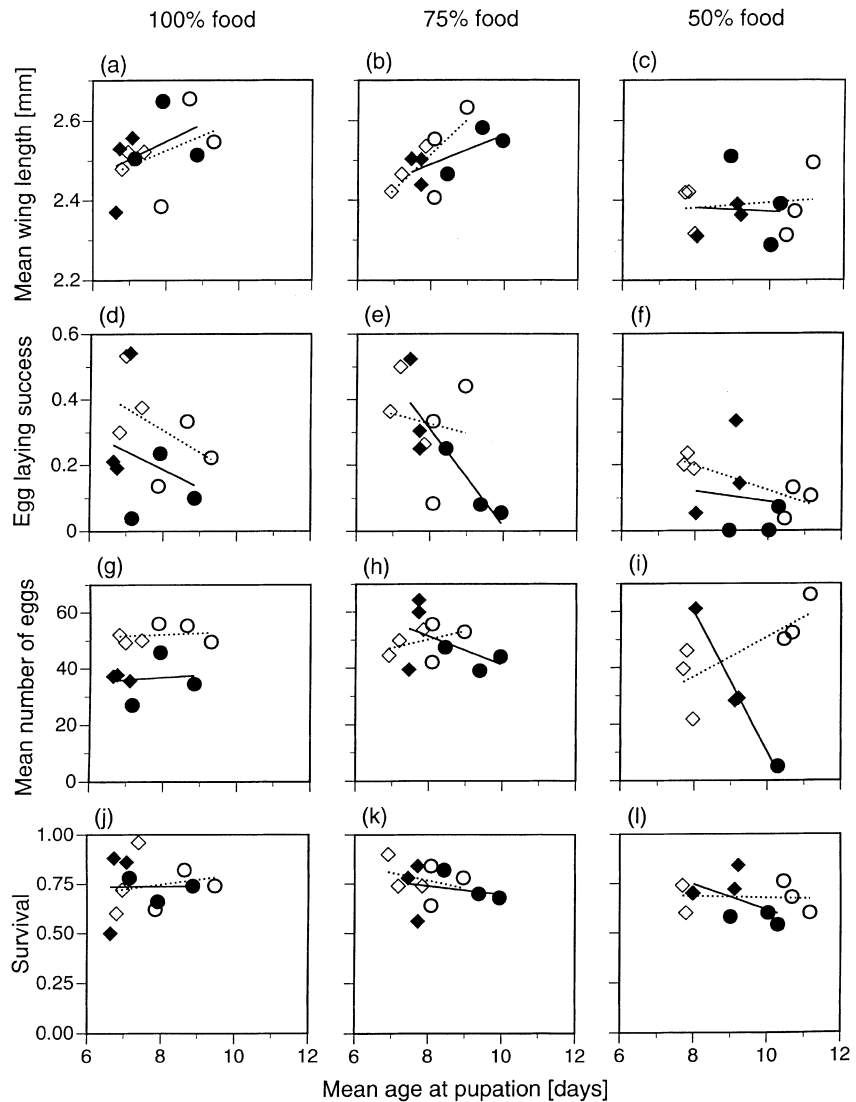 100% food 75% food 50% food
(a) (b) (c)
Mean wing length [mm]
2.6
2.4
2.2
(d) (e) (f)
Egg laying success
0.6
0.4
0.2
0
(g) (h) (i)
Mean number of eggs
60
40
20
0
(j) (k) (l)
Survival
1.00
0.75
0.50
0.25
0.00
6 8 10 12 6 8 10 12 6 8 10 12
Mean age at pupation [days]